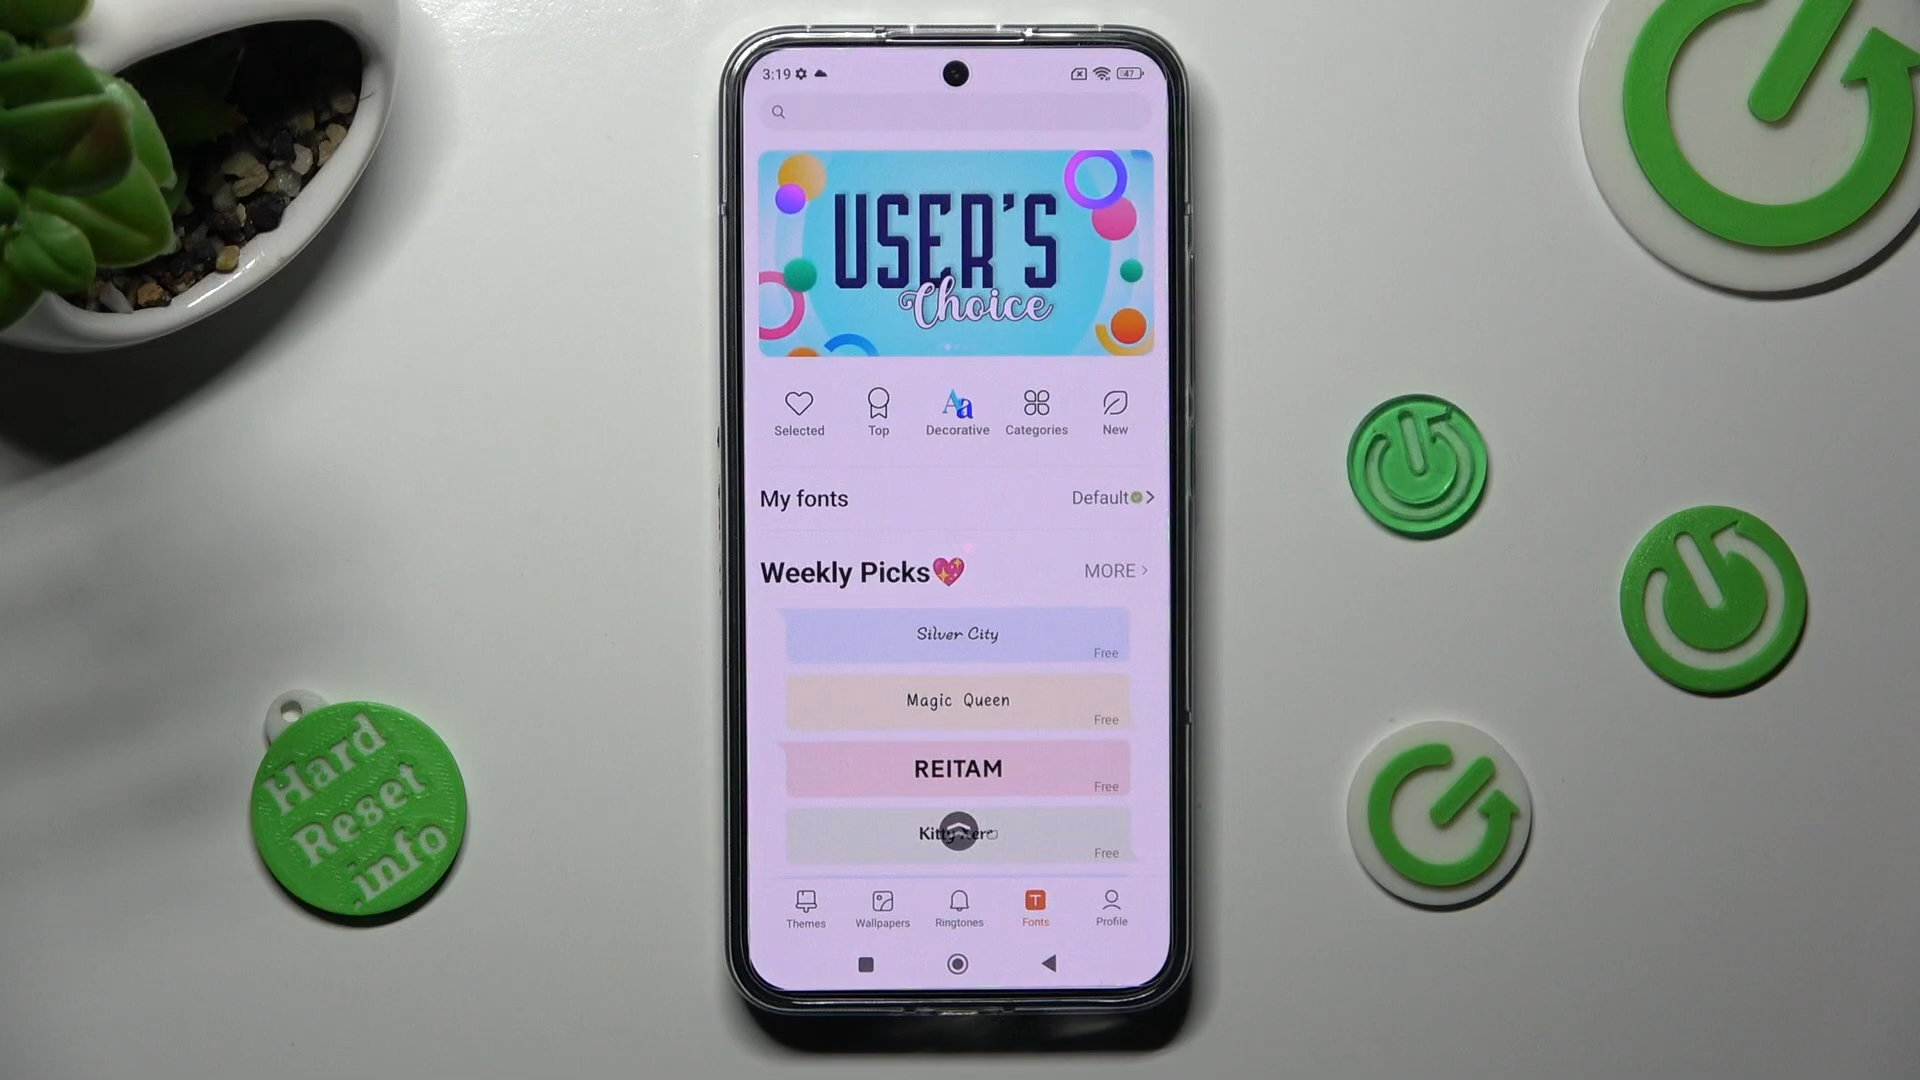 3:19
47
USER'S
Choice
Selected
Top
Decorative
Categories
New
My fonts
Default
Weekly Picks💖
MORE
Silver City
Free
Magic Queen
Free
REITAM
Free
Free
Themes
Wallpapers
Ringtones
Fonts
Profile
Hard
Reset
.info